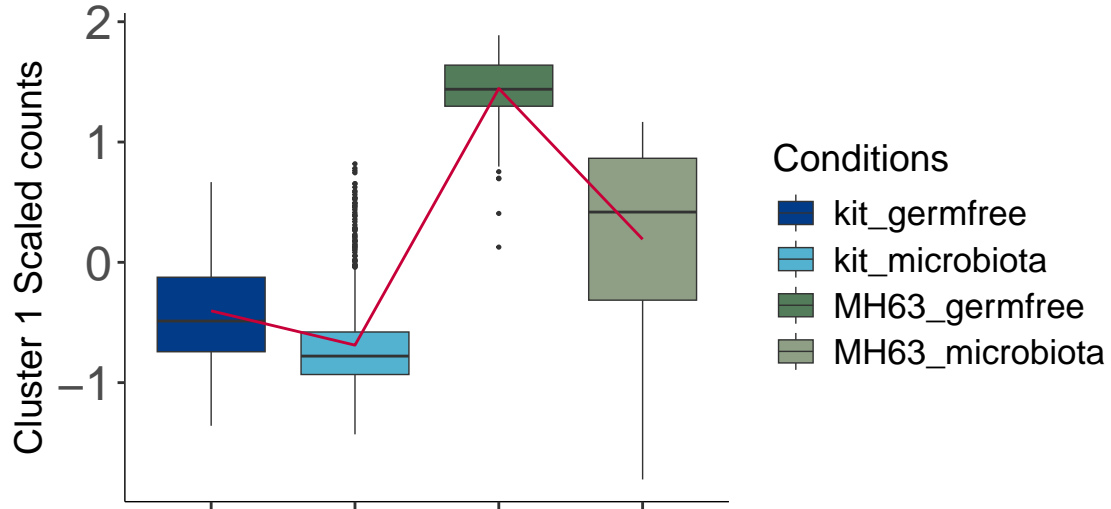 Cluster 1 Scaled counts
2
1
0
−1
Conditions
kit_germfree
kit_microbiota
MH63_germfree
MH63_microbiota